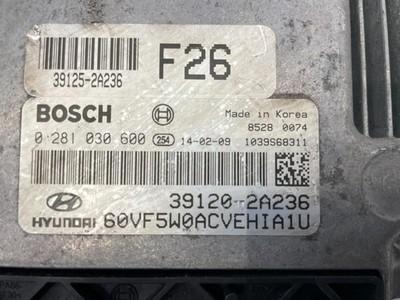 39125-2A236
F26
BOSCH
Made in Korea
8528 0074
0 281 030 600 254 14-02-09 1039S68311
39120-2A236
HYUNDAI 60VF5W0ACVEHIA1U